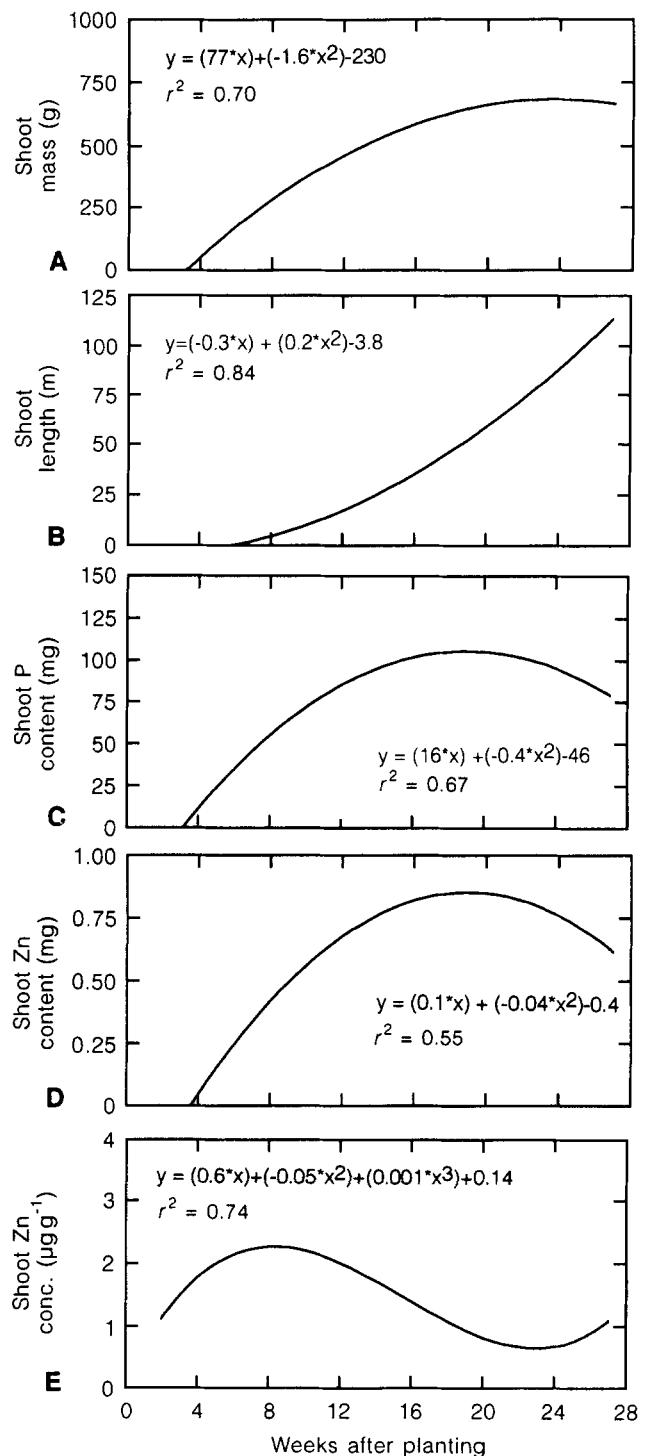 1000
750
500
250
0
Shoot
mass (g)
A
y = (77*x)+(-1.6*x2)-230
r2 = 0.70
125
100
75
50
25
0
Shoot
length (m)
B
y=(-0.3*x) + (0.2*x2)-3.8
r2 = 0.84
150
125
100
75
50
25
0
Shoot P
content (mg)
C
y = (16*x) +(-0.4*x2)-46
r2 = 0.67
1.00
0.75
0.50
0.25
0
Shoot Zn
content (mg)
D
y = (0.1*x) + (-0.04*x2)-0.4
r2 = 0.55
4
3
2
1
0
Shoot Zn
conc. (µg g-1)
E
y = (0.6*x)+(-0.05*x2)+(0.001*x3)+0.14
r2 = 0.74
0 4 8 12 16 20 24 28
Weeks after planting